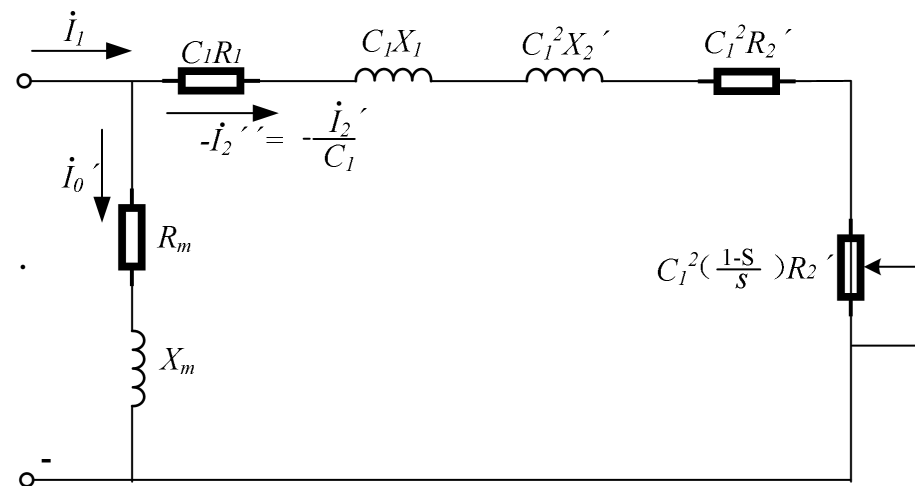 İ₁
C₁R₁
C₁X₁
C₁²X₂´
C₁²R₂´
-İ₂´´= -İ₂´/C₁
İ₀´
Rₘ
C₁²(1-S/s)R₂´
Xₘ
-